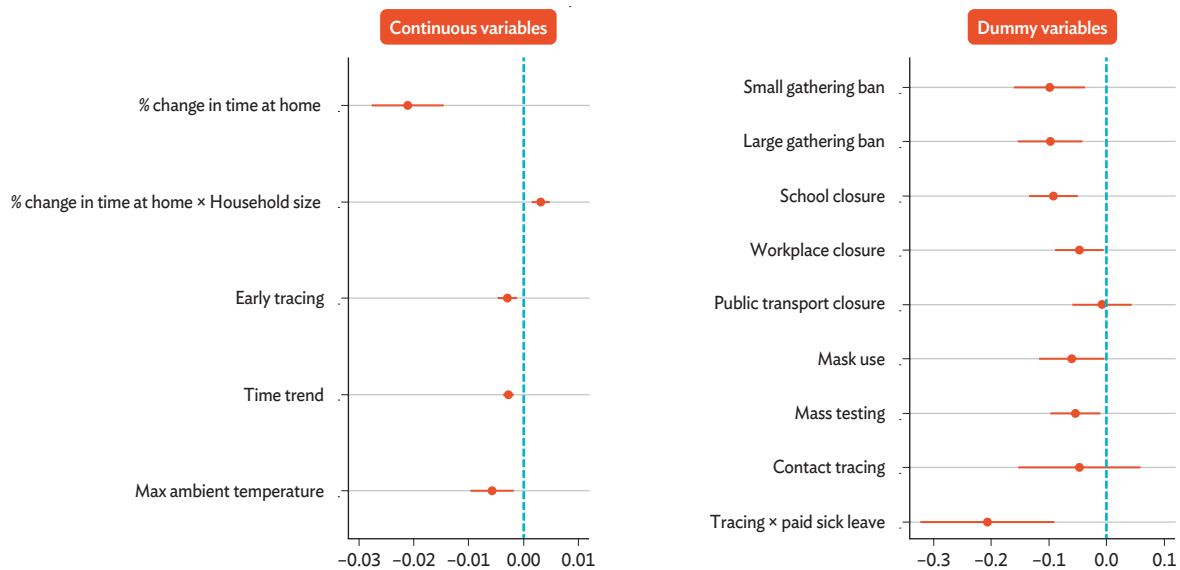 Continuous variables
% change in time at home
% change in time at home × Household size
Early tracing
Time trend
Max ambient temperature
−0.03 −0.02 −0.01 0.00 0.01
Dummy variables
Small gathering ban
Large gathering ban
School closure
Workplace closure
Public transport closure
Mask use
Mass testing
Contact tracing
Tracing × paid sick leave
−0.3 −0.2 −0.1 0.0 0.1